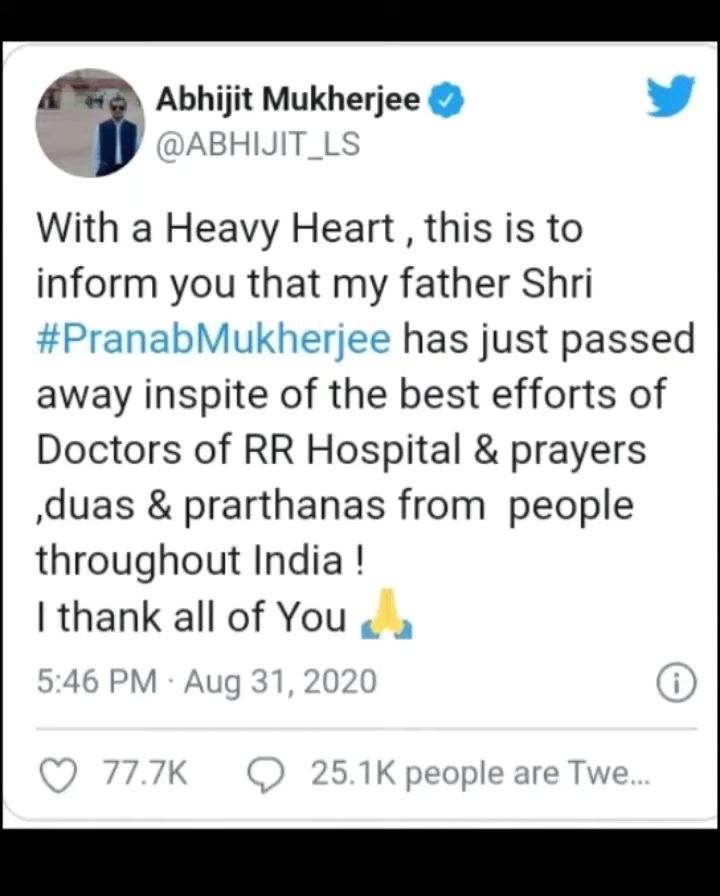 Abhijit Mukherjee
@ABHIJIT_LS
With a Heavy Heart , this is to
inform you that my father Shri
#PranabMukherjee has just passed
away inspite of the best efforts of
Doctors of RR Hospital & prayers
,duas & prarthanas from  people
throughout India !
I thank all of You 🙏
5:46 PM · Aug 31, 2020
77.7K 25.1K people are Twe...